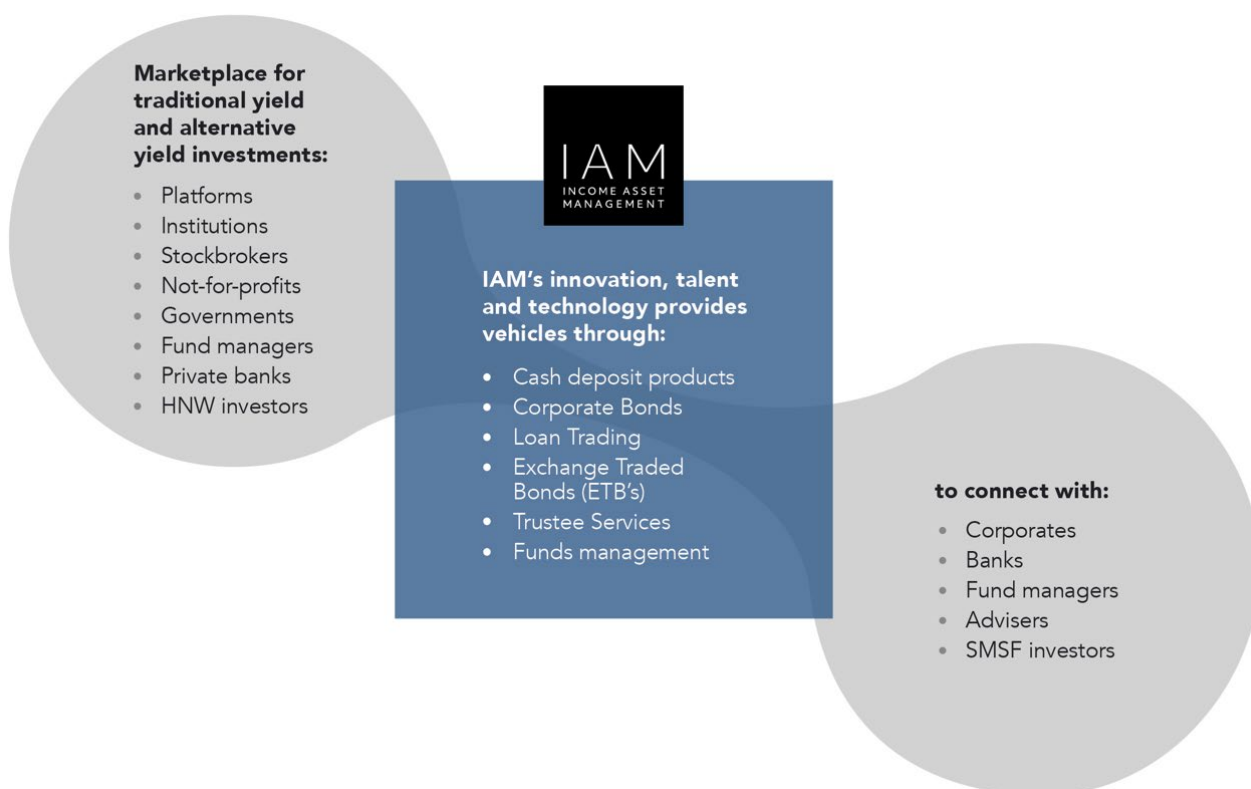 Marketplace for
traditional yield
and alternative
yield investments:
• Platforms
• Institutions
• Stockbrokers
• Not-for-profits
• Governments
• Fund managers
• Private banks
• HNW investors
IAM
INCOME ASSET
MANAGEMENT
IAM’s innovation, talent
and technology provides
vehicles through:
• Cash deposit products
• Corporate Bonds
• Loan Trading
• Exchange Traded
Bonds (ETB’s)
• Trustee Services
• Funds management
to connect with:
• Corporates
• Banks
• Fund managers
• Advisers
• SMSF investors